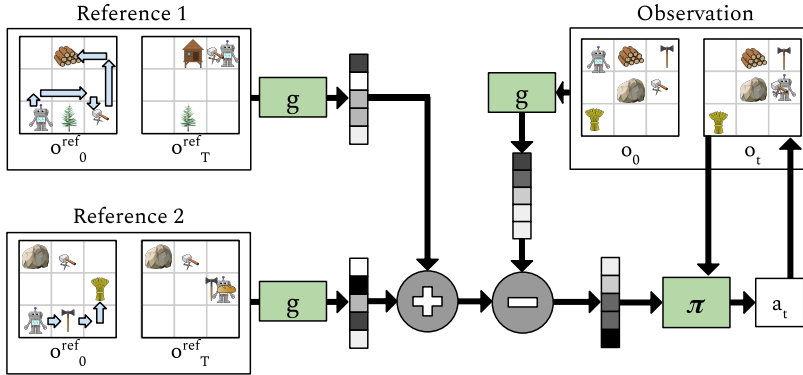 Reference 1
o^ref_0
o^ref_T
g
Observation
g
o_0
o_t
Reference 2
o^ref_0
o^ref_T
g
+
−
π
a_t